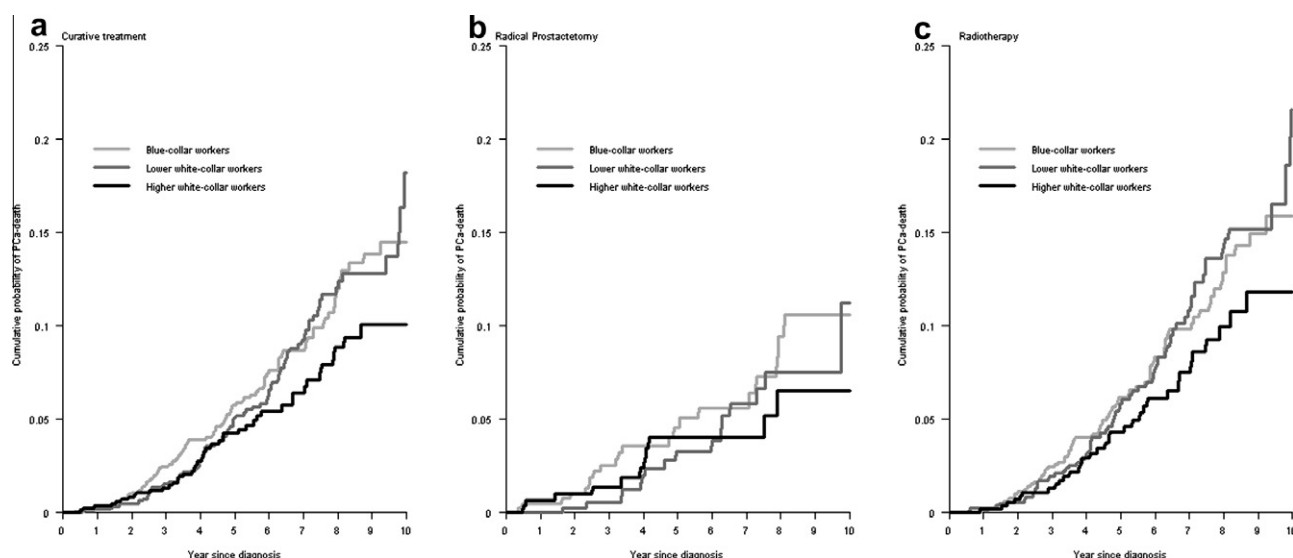 a
Curative treatment
Cumulative probability of PCa-death
0.25
0.2
0.15
0.1
0.05
0
Blue-collar workers
Lower white-collar workers
Higher white-collar workers
0 1 2 3 4 5 6 7 8 9 10
Year since diagnosis
b
Radical Prostactetomy
Cumulative probability of PCa-death
0.25
0.2
0.15
0.1
0.05
0
Blue-collar workers
Lower white-collar workers
Higher white-collar workers
0 1 2 3 4 5 6 7 8 9 10
Year since diagnosis
c
Radiotherapy
Cumulative probability of PCa-death
0.25
0.2
0.15
0.1
0.05
0
Blue-collar workers
Lower white-collar workers
Higher white-collar workers
0 1 2 3 4 5 6 7 8 9 10
Year since diagnosis